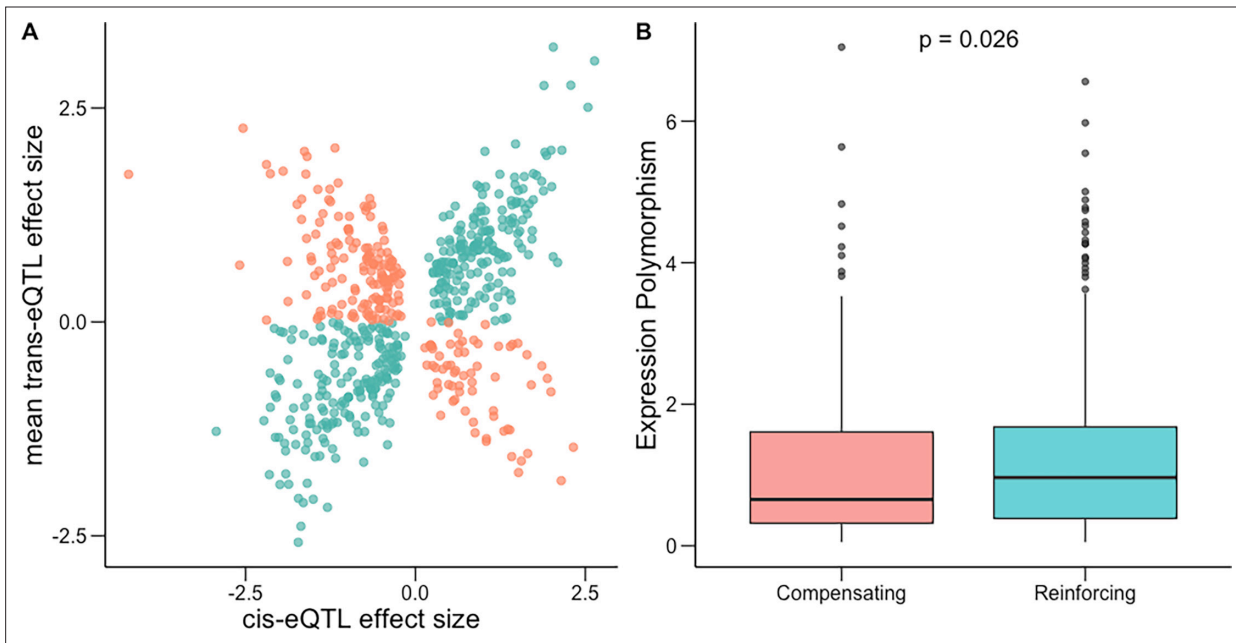 A
mean trans-eQTL effect size
2.5
0.0
-2.5
-2.5
0.0
2.5
cis-eQTL effect size
B
p = 0.026
Expression Polymorphism
6
4
2
0
Compensating
Reinforcing